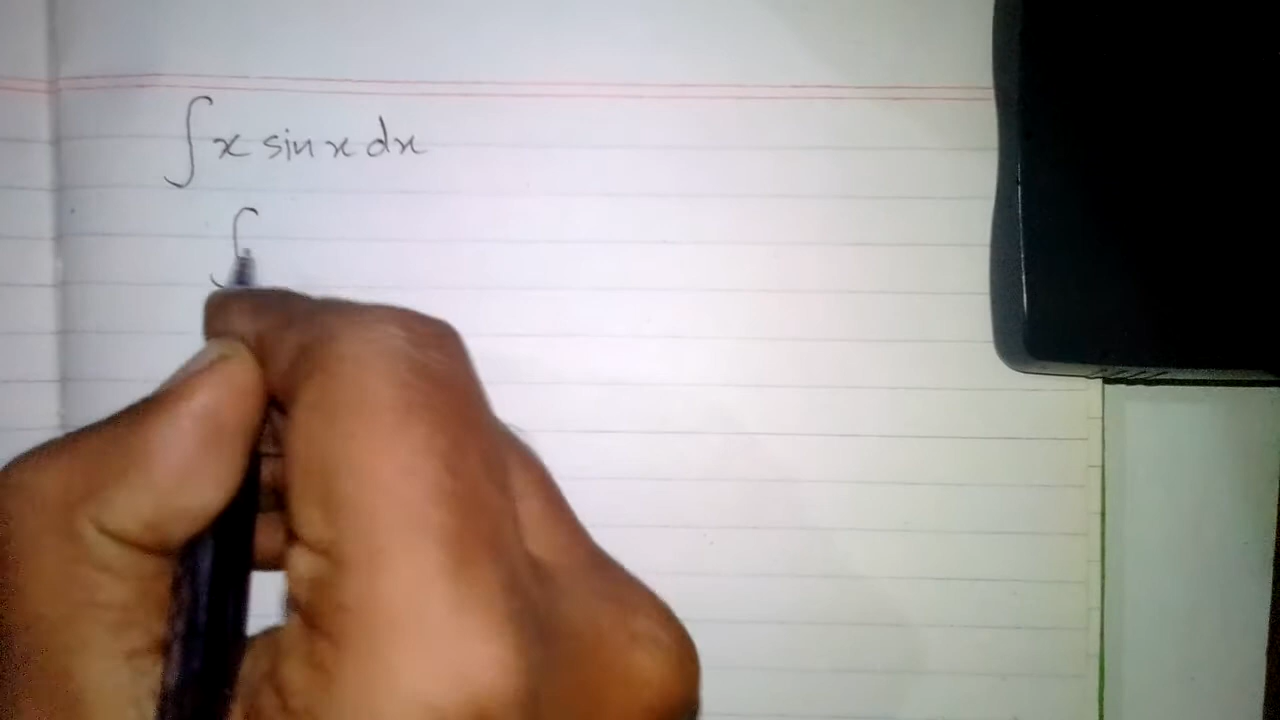 ∫ x sin x dx
∫